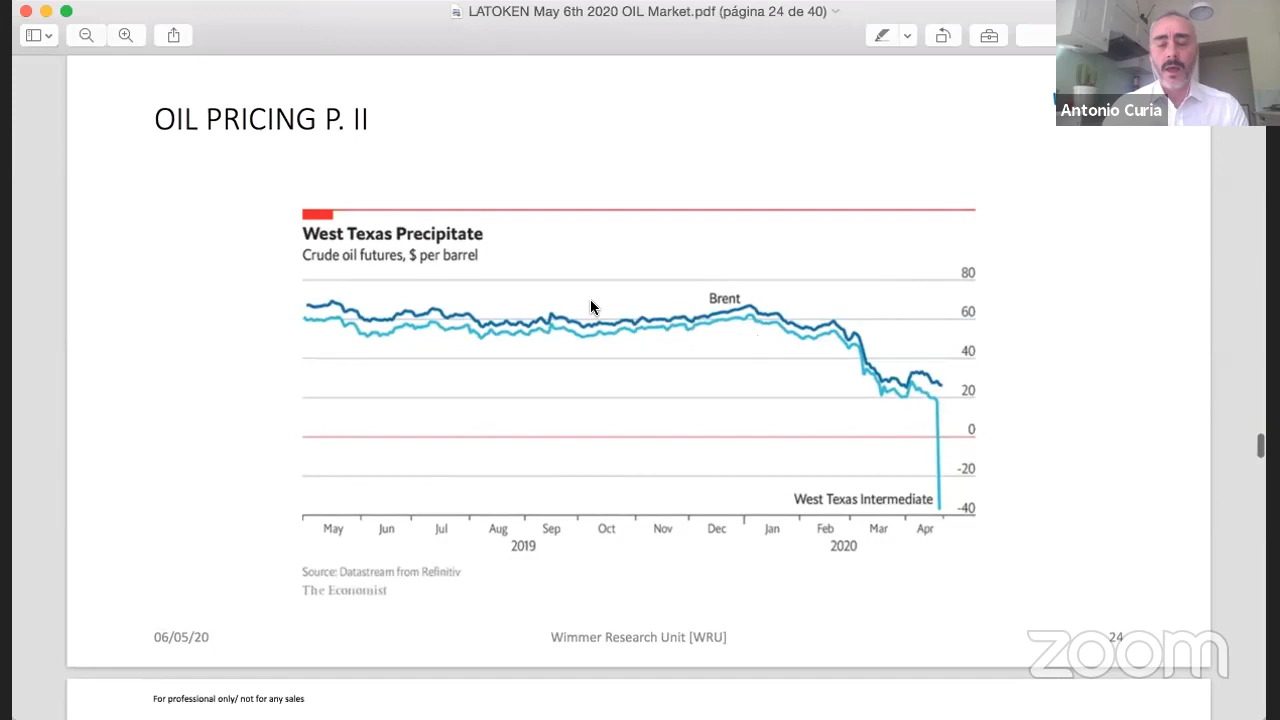 LATOKEN May 6th 2020 OIL Market.pdf (página 24 de 40)
Antonio Curia
OIL PRICING P. II
West Texas Precipitate
Crude oil futures, $ per barrel
80
Brent
60
40
20
0
-20
West Texas Intermediate
-40
May Jun Jul Aug Sep Oct Nov Dec Jan Feb Mar Apr
2019 2020
Source: Datastream from Refinitiv
The Economist
06/05/20 Wimmer Research Unit [WRU] 24
zoom
For professional only/ not for any sales